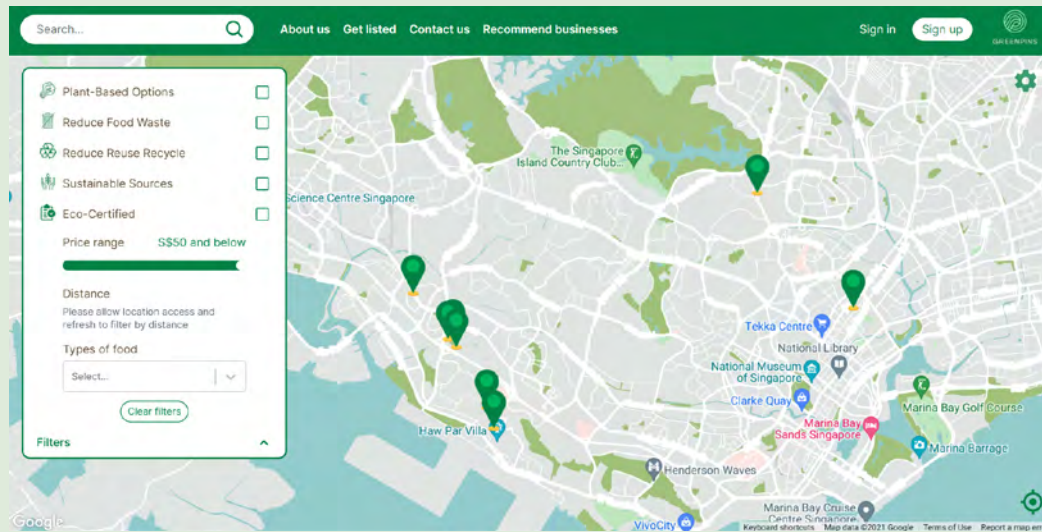 Search...
About us Get listed Contact us Recommend businesses
Sign in Sign up
GREENPINS
Plant-Based Options
Reduce Food Waste
Reduce Reuse Recycle
Sustainable Sources
Eco-Certified
Price range S$50 and below
Distance
Please allow location access and
refresh to filter by distance
Types of food
Select...
Clear filters
Filters
The Singapore
Island Country Club...
Science Centre Singapore
Tekka Centre
National Library
National Museum
of Singapore
Clarke Quay
Marina Bay Golf Course
Marina Bay
Sands Singapore
Marina Barrage
Haw Par Villa
Henderson Waves
Marina Bay Cruise
Centre Singapore
VivoCity
Google
Keyboard shortcuts Map data ©2021 Google Terms of Use Report a map err